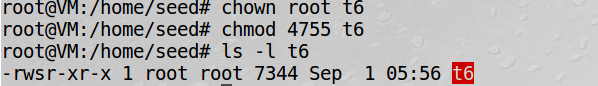 root@VM:/home/seed# chown root t6
root@VM:/home/seed# chmod 4755 t6
root@VM:/home/seed# ls -l t6
-rwsr-xr-x 1 root root 7344 Sep  1 05:56 t6